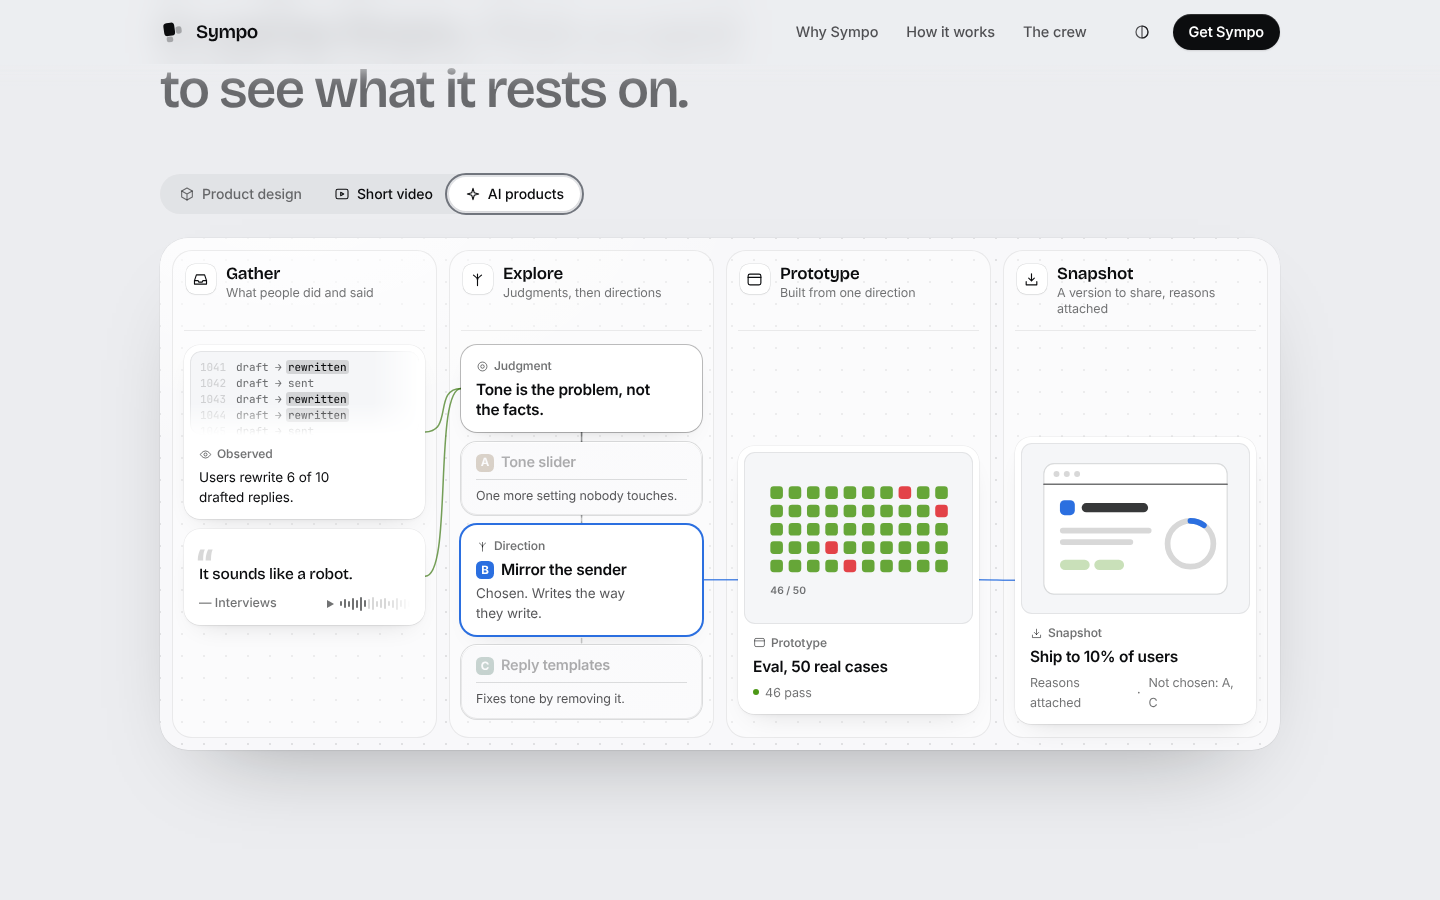 Sympo
Why Sympo
How it works
The crew
Get Sympo
to see what it rests on.
Product design
Short video
AI products
Gather
What people did and said
1041 draft → rewritten
1042 draft → sent
1043 draft → rewritten
1044 draft → rewritten
draft → sent
Observed
Users rewrite 6 of 10
drafted replies.
“
It sounds like a robot.
— Interviews
Explore
Judgments, then directions
Judgment
Tone is the problem, not
the facts.
A Tone slider
One more setting nobody touches.
Direction
B Mirror the sender
Chosen. Writes the way
they write.
C Reply templates
Fixes tone by removing it.
Prototype
Built from one direction
46 / 50
Prototype
Eval, 50 real cases
46 pass
Snapshot
A version to share, reasons
attached
Snapshot
Ship to 10% of users
Reasons
attached
·
Not chosen: A,
C